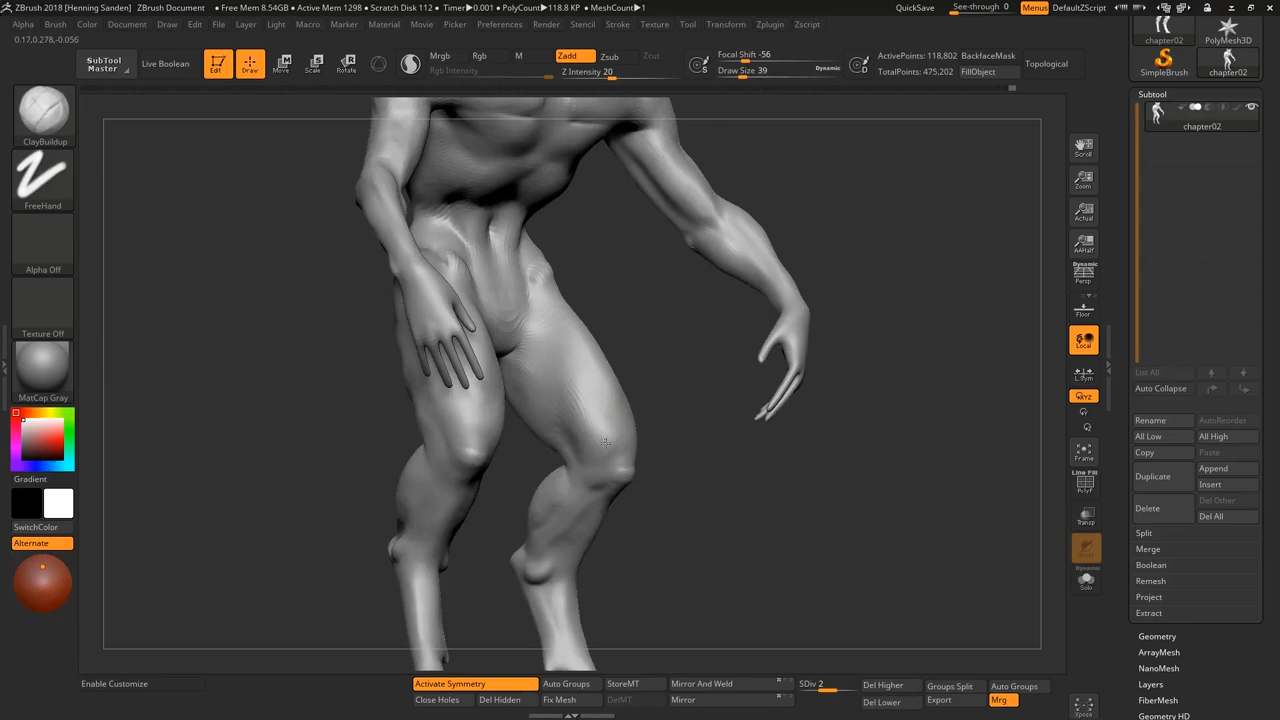 ZBrush 2018 [Henning Sanden] ZBrush Document • Free Mem 8.54GB • Active Mem 1298 • Scratch Disk 112 • Timer▶0.001 • PolyCount▶118.8 KP • MeshCount▶1
QuickSave See-through 0 Menus DefaultZScript
Alpha Brush Color Document Draw Edit File Layer Light Macro Marker Material Movie Picker Preferences Render Stencil Stroke Texture Tool Transform Zplugin Zscript
0.17,0.278,-0.056
SubTool Master
Live Boolean
Edit Draw Move Scale Rotate
Mrgb Rgb M
Rgb Intensity
Zadd Zsub Zcut
Z Intensity 20
Focal Shift -56
Draw Size 39 Dynamic
S
D
ActivePoints: 118,802
TotalPoints: 475,202
BackfaceMask
FillObject
Topological
chapter02 PolyMesh3D
SimpleBrush chapter02
Subtool
chapter02
ClayBuildup
FreeHand
Alpha Off
Texture Off
MatCap Gray
Gradient
SwitchColor
Alternate
Scroll
Zoom
Actual
AAHalf
Dynamic
Persp
Floor
Local
L.Sym
XYZ
Frame
Line Fill
PolyF
Transp
Dynamic
Solo
Xpose
List All
Auto Collapse
Rename AutoReorder
All Low All High
Copy Paste
Duplicate Append
Insert
Delete Del Other
Del All
Split
Merge
Boolean
Remesh
Project
Extract
Geometry
ArrayMesh
NanoMesh
Layers
FiberMesh
Geometry HD
Enable Customize
Activate Symmetry Auto Groups StoreMT Mirror And Weld SDiv 2 Del Higher Groups Split Auto Groups
Close Holes Del Hidden Fix Mesh DelMT Mirror Del Lower Export Mrg